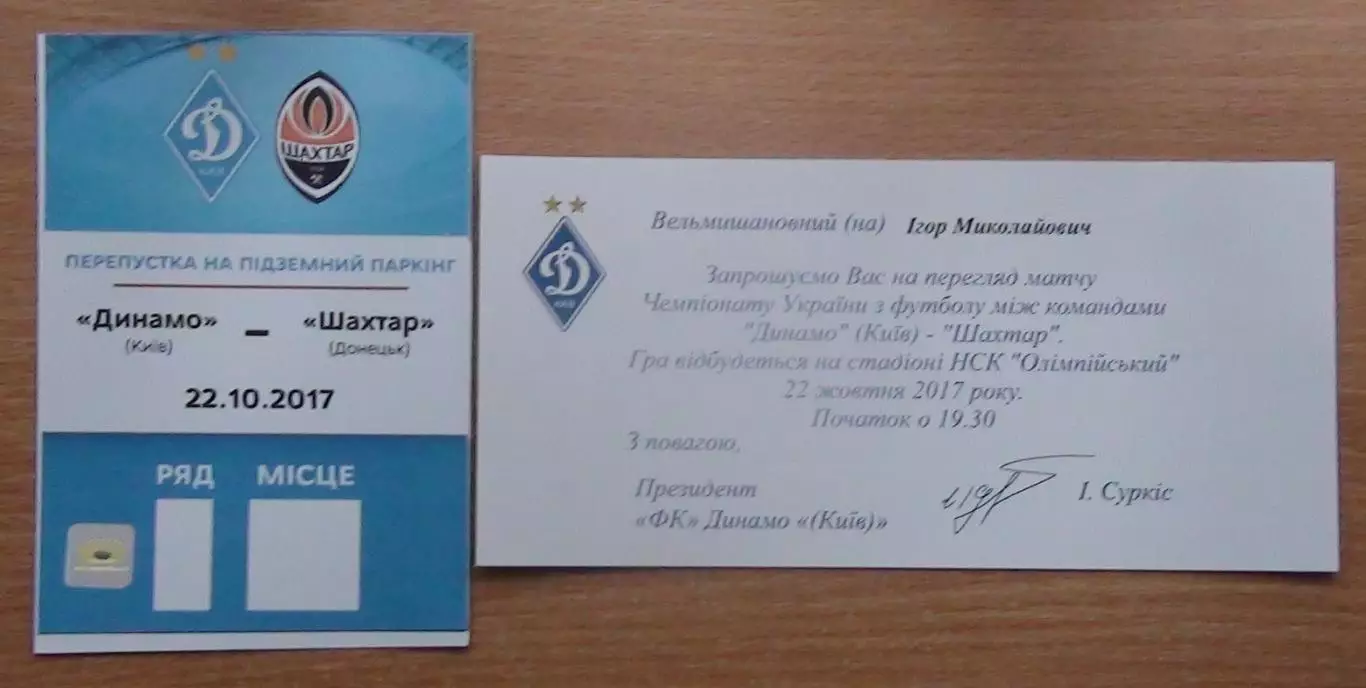 ШАХТАР
ПЕРЕПУСТКА НА ПІДЗЕМНИЙ ПАРКІНГ
«Динамо» – «Шахтар»
(Київ) (Донецьк)
22.10.2017
РЯД МІСЦЕ
Вельмишановний (на) Ігор Миколайович
Запрошуємо Вас на перегляд матчу
Чемпіонату України з футболу між командами
"Динамо" (Київ) - "Шахтар".
Гра відбудеться на стадіоні НСК "Олімпійський"
22 жовтня 2017 року.
Початок о 19.30
З повагою,
Президент
«ФК» Динамо «(Київ)»
І. Суркіс